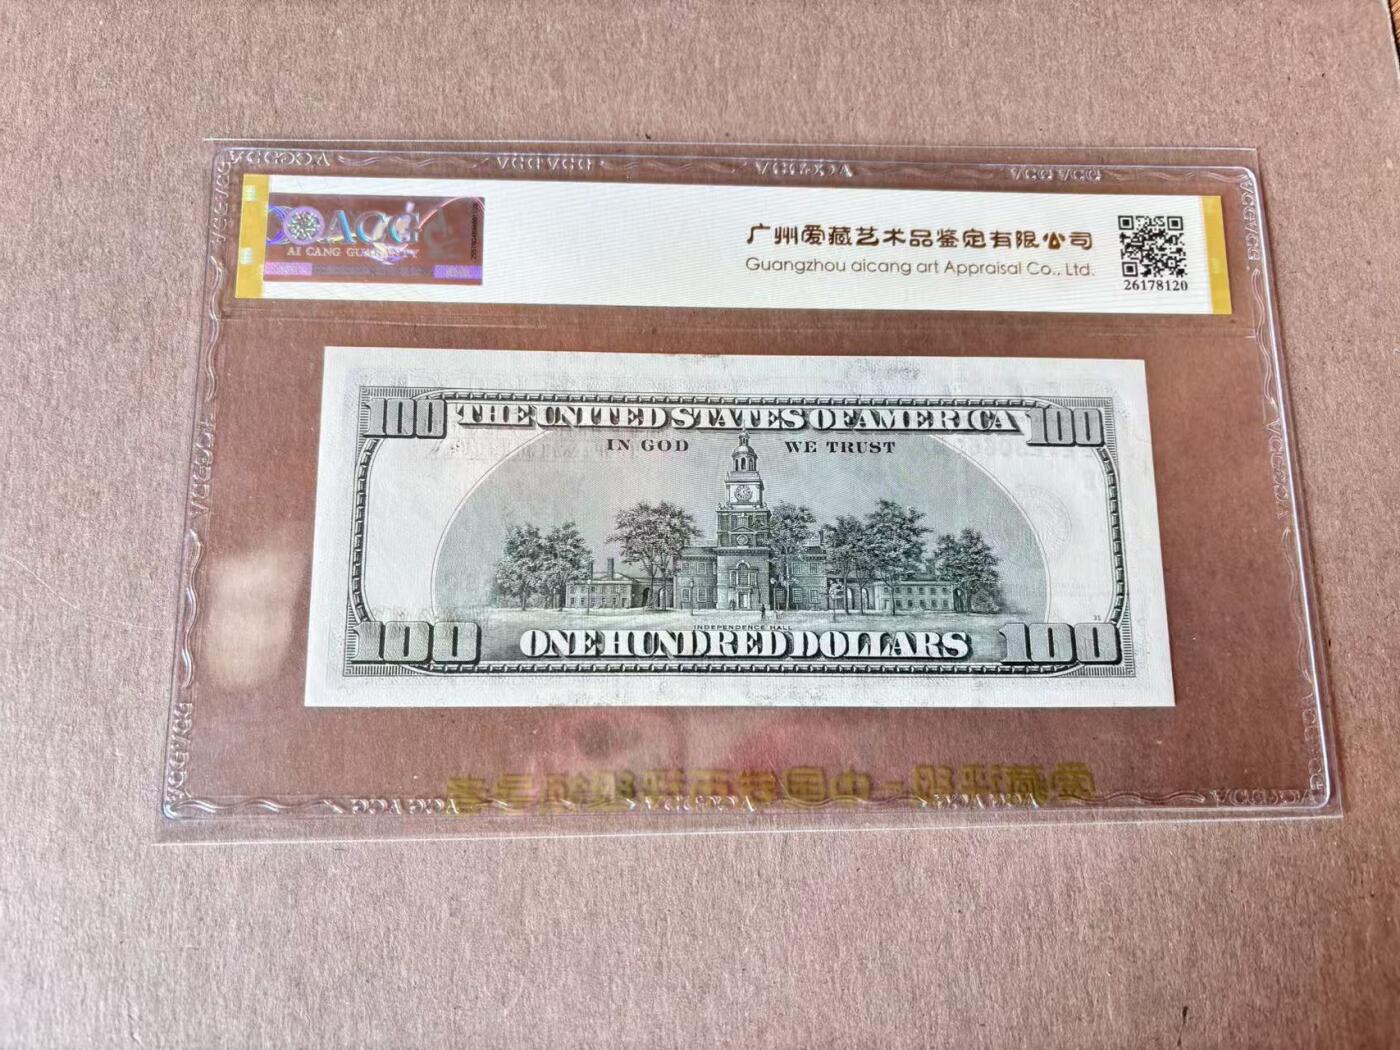 ACG
AI CANG GUARANTY
广州爱藏艺术品鉴定有限公司
Guangzhou aicang art Appraisal Co., Ltd.
26178120
100 THE UNITED STATES OF AMERICA 100
IN GOD WE TRUST
31
INDEPENDENCE HALL
100 ONE HUNDRED DOLLARS 100